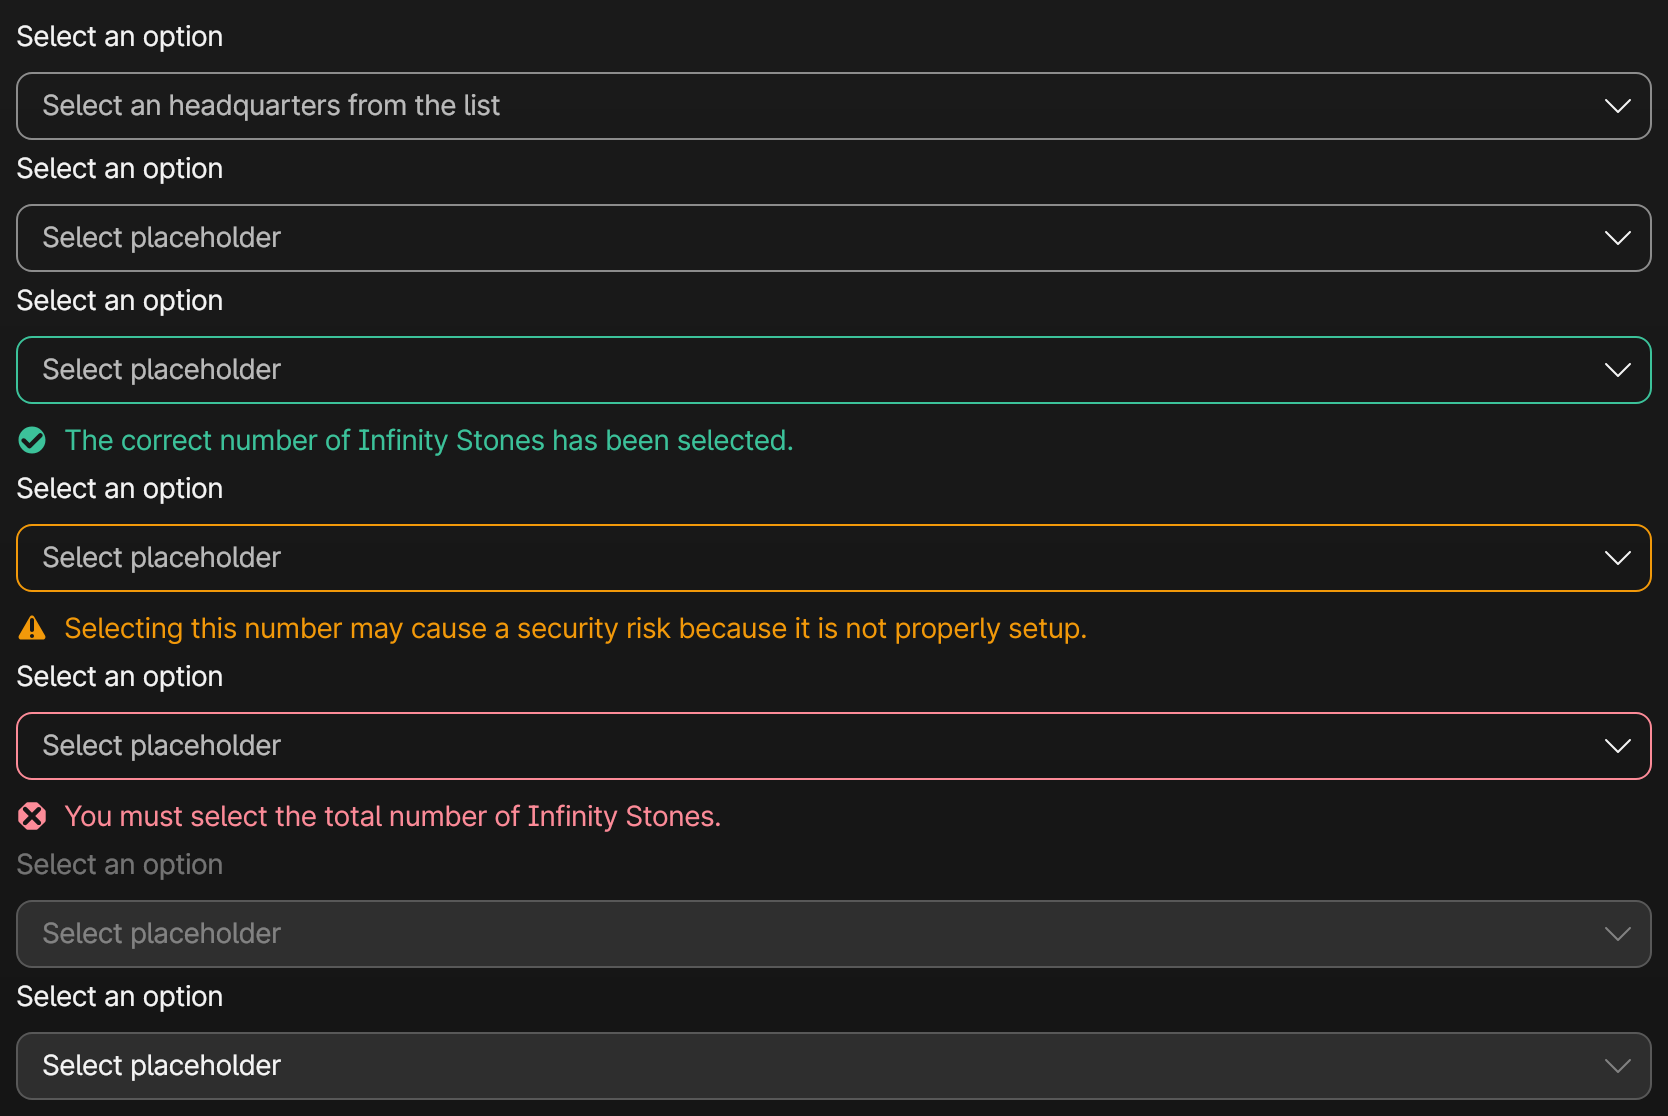 Select an option
Select an headquarters from the list
Select an option
Select placeholder
Select an option
Select placeholder
The correct number of Infinity Stones has been selected.
Select an option
Select placeholder
Selecting this number may cause a security risk because it is not properly setup.
Select an option
Select placeholder
You must select the total number of Infinity Stones.
Select an option
Select placeholder
Select an option
Select placeholder